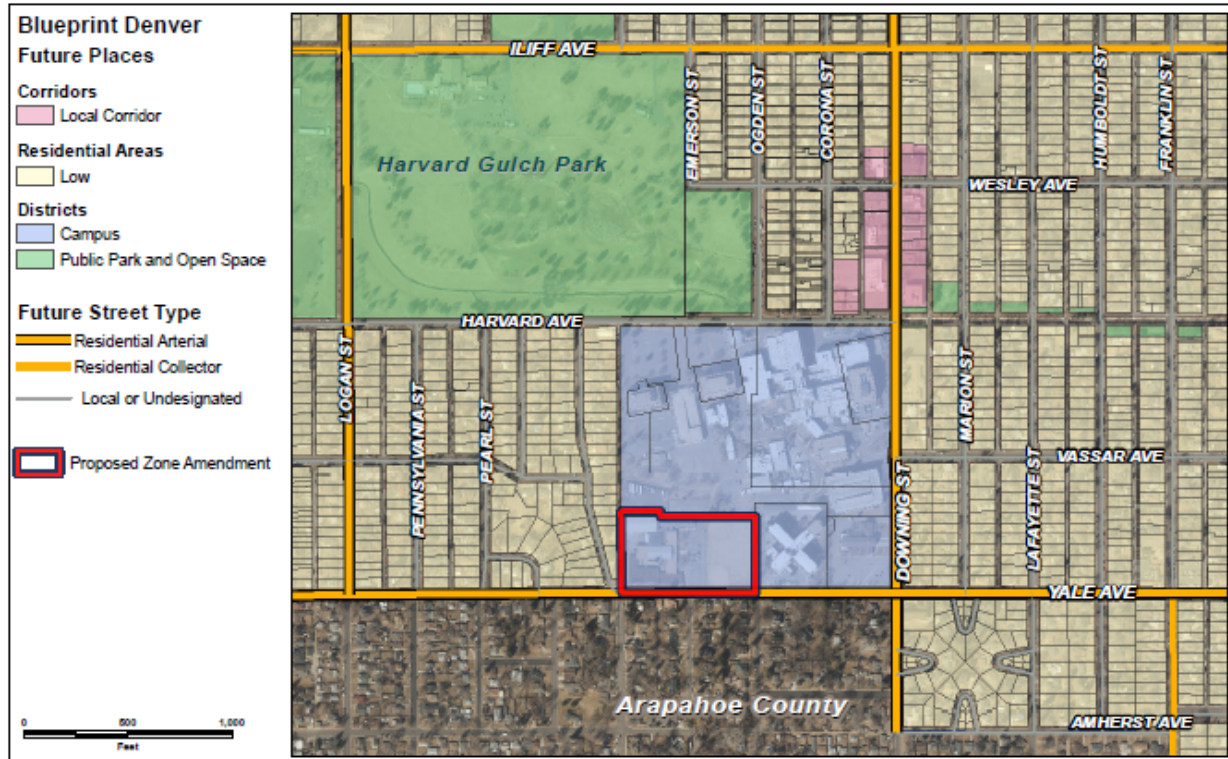 Blueprint Denver
Future Places
Corridors
Local Corridor
Residential Areas
Low
Districts
Campus
Public Park and Open Space
Future Street Type
Residential Arterial
Residential Collector
Local or Undesignated
Proposed Zone Amendment
0 500 1,000
Feet
ILIFF AVE
EMERSON ST
OGDEN ST
CORONA ST
HUMBOLDT ST
FRANKLIN ST
Harvard Gulch Park
WESLEY AVE
HARVARD AVE
LOGAN ST
PENNSYLVANIA ST
PEARL ST
MARION ST
VASSAR AVE
LAFAYETTE ST
DOWNING ST
YALE AVE
Arapahoe County
AMHERST AVE